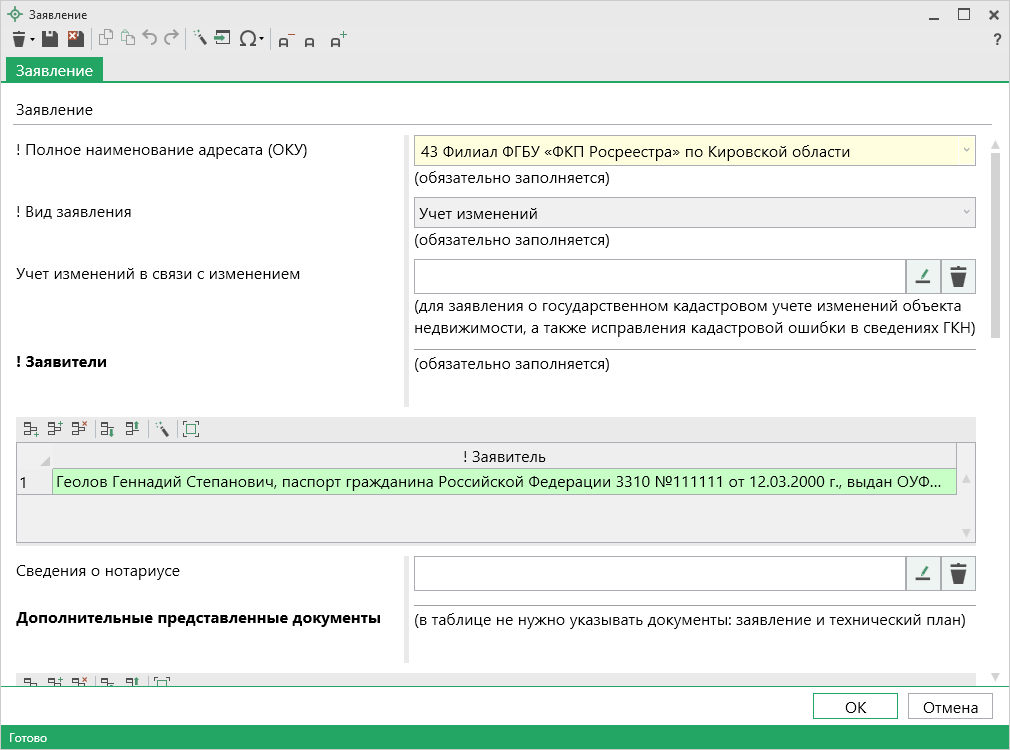 Заявление
?
Заявление
Заявление
! Полное наименование адресата (ОКУ)
43 Филиал ФГБУ «ФКП Росреестра» по Кировской области
(обязательно заполняется)
! Вид заявления
Учет изменений
(обязательно заполняется)
Учет изменений в связи с изменением
(для заявления о государственном кадастровом учете изменений объекта
недвижимости, а также исправления кадастровой ошибки в сведениях ГКН)
! Заявители
(обязательно заполняется)
! Заявитель
1 Геолов Геннадий Степанович, паспорт гражданина Российской Федерации 3310 №111111 от 12.03.2000 г., выдан ОУФ...
Сведения о нотариусе
Дополнительные представленные документы
(в таблице не нужно указывать документы: заявление и технический план)
ОК
Отмена
Готово